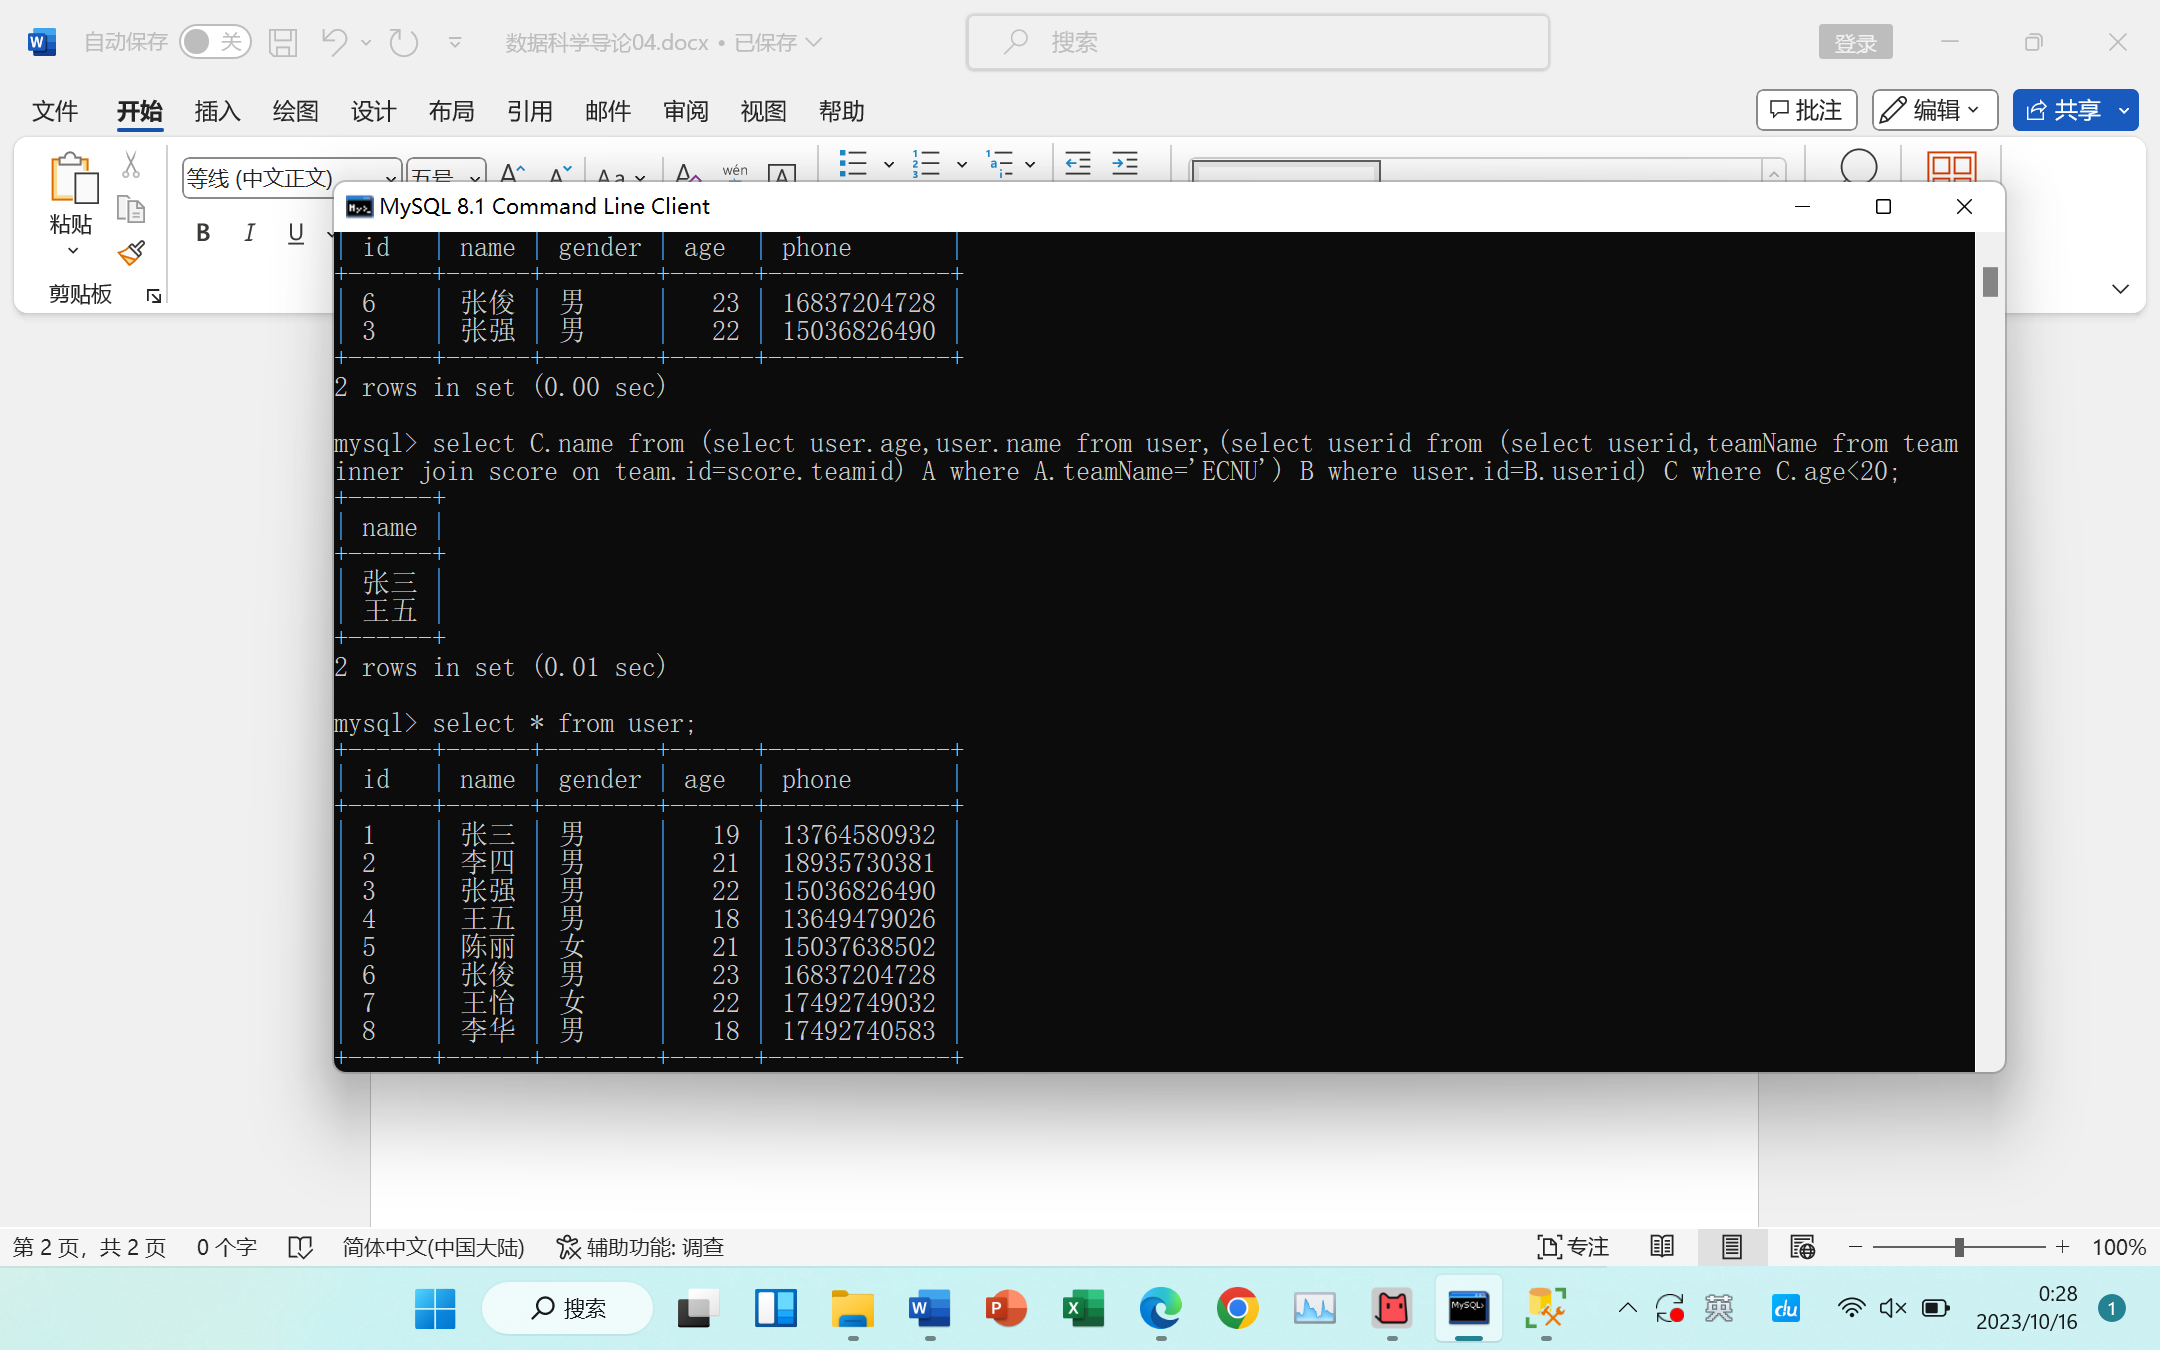 自动保存 关 数据科学导论04.docx • 已保存 搜索 登录
文件 开始 插入 绘图 设计 布局 引用 邮件 审阅 视图 帮助 批注 编辑 共享
等线 (中文正文) 五号 Aa wén A
粘贴 B I U
剪贴板
MySQL 8.1 Command Line Client
| id | name | gender | age | phone |
+------+------+--------+------+-------------+
| 6 | 张俊 | 男 | 23 | 16837204728 |
| 3 | 张强 | 男 | 22 | 15036826490 |
+------+------+--------+------+-------------+
2 rows in set (0.00 sec)
mysql> select C.name from (select user.age,user.name from user,(select userid from (select userid,teamName from team
inner join score on team.id=score.teamid) A where A.teamName='ECNU') B where user.id=B.userid) C where C.age<20;
+------+
| name |
+------+
| 张三 |
| 王五 |
+------+
2 rows in set (0.01 sec)
mysql> select * from user;
+------+------+--------+------+-------------+
| id | name | gender | age | phone |
+------+------+--------+------+-------------+
| 1 | 张三 | 男 | 19 | 13764580932 |
| 2 | 李四 | 男 | 21 | 18935730381 |
| 3 | 张强 | 男 | 22 | 15036826490 |
| 4 | 王五 | 男 | 18 | 13649479026 |
| 5 | 陈丽 | 女 | 21 | 15037638502 |
| 6 | 张俊 | 男 | 23 | 16837204728 |
| 7 | 王怡 | 女 | 22 | 17492749032 |
| 8 | 李华 | 男 | 18 | 17492740583 |
+------+------+--------+------+-------------+
第 2 页，共 2 页 0 个字 简体中文(中国大陆) 辅助功能: 调查 专注 100%
搜索 英 0:28
2023/10/16 1